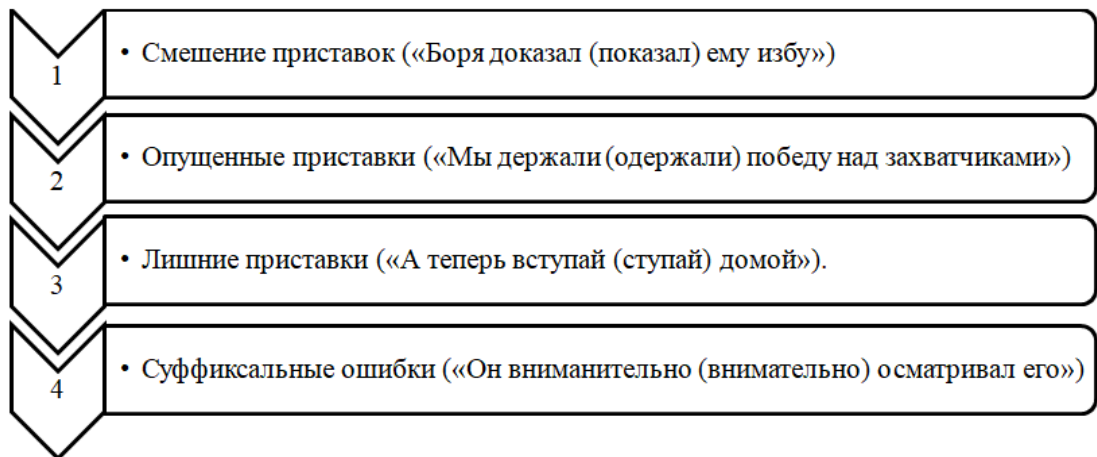 1
• Смешение приставок («Боря доказал (показал) ему избу»)
2
• Опущенные приставки («Мы держали (одержали) победу над захватчиками»)
3
• Лишние приставки («А теперь вступай (ступай) домой»).
4
• Суффиксальные ошибки («Он вниманительно (внимательно) осматривал его»)